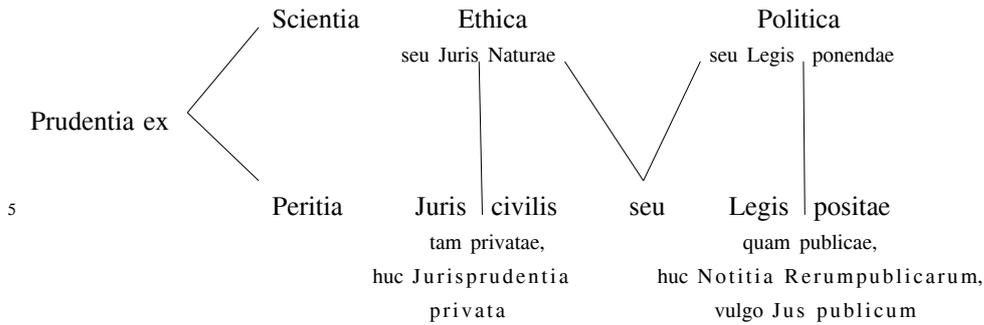 Scientia Ethica Politica
seu Juris Naturae seu Legis ponendae
Prudentia ex
5 Peritia Juris civilis seu Legis positae
tam privatae, quam publicae,
huc Jurisprudentia huc Notitia Rerumpublicarum,
privata vulgo Jus publicum